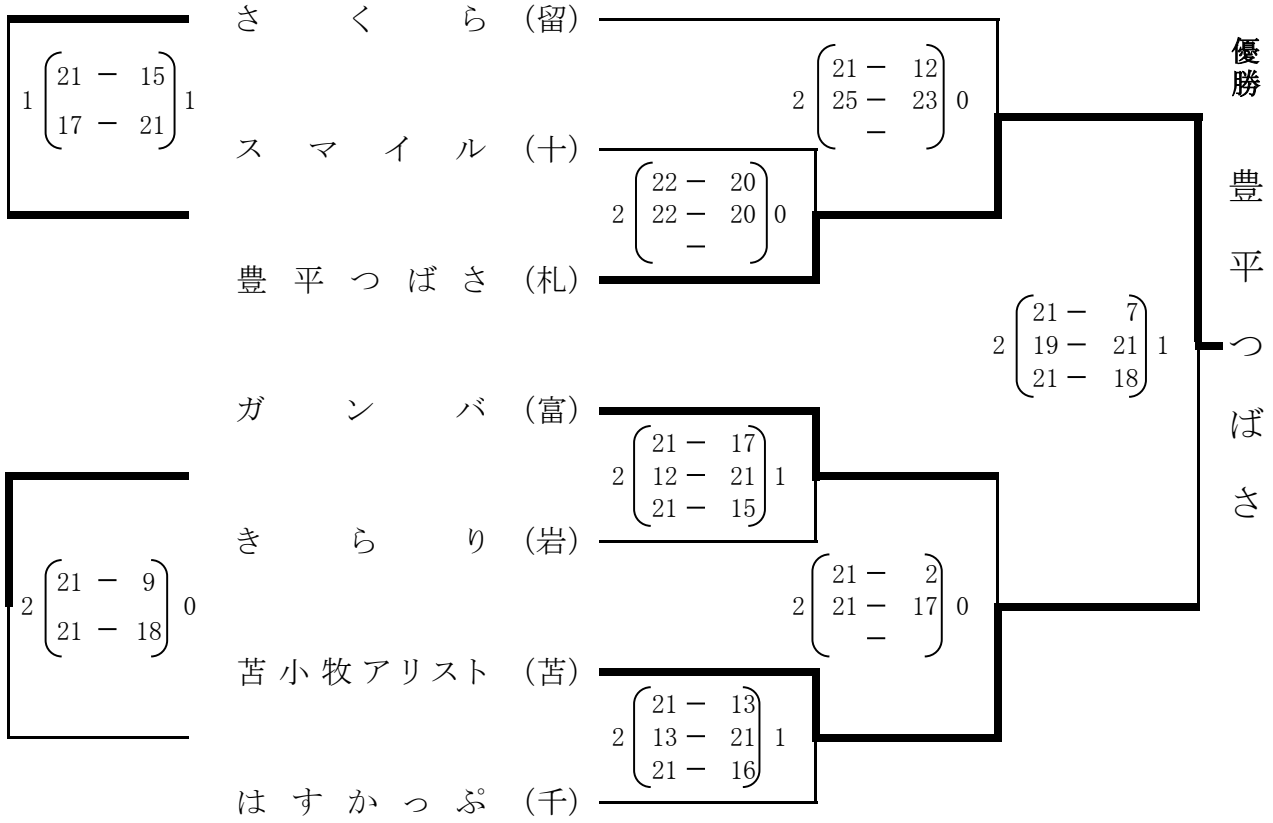 さくら（留）
1 21 － 15 1
17 － 21
スマイル（十）
豊平つばさ（札）
ガンバ（富）
きらり（岩）
2 21 － 9 0
21 － 18
苫小牧アリスト（苫）
はすかっぷ（千）
2 22 － 20 0
22 － 20
－
2 21 － 17 1
12 － 21
21 － 15
2 21 － 13 1
13 － 21
21 － 16
2 21 － 12 0
25 － 23
－
2 21 － 2 0
21 － 17
－
2 21 － 7 1
19 － 21
21 － 18
優勝 豊平つばさ